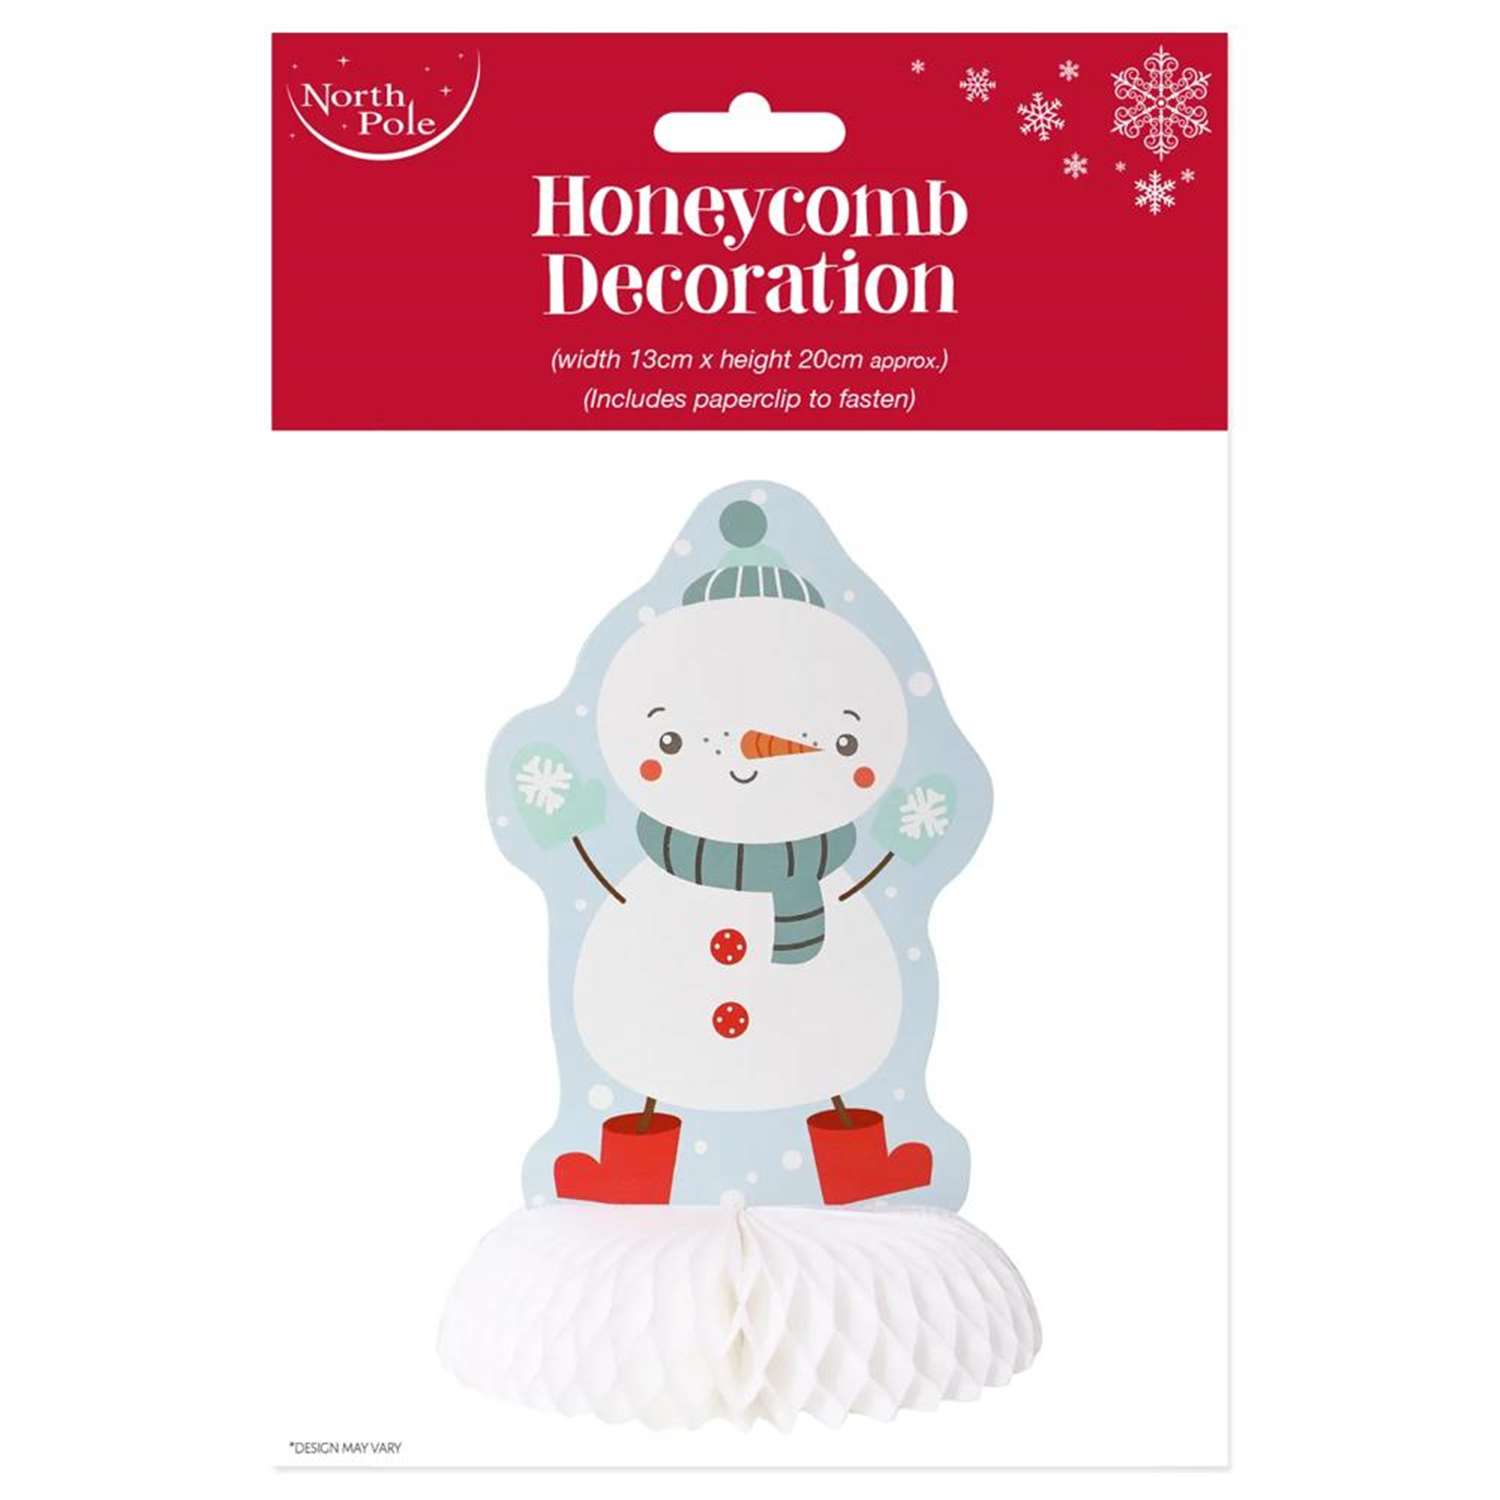 North
Pole
Honeycomb
Decoration
(width 13cm x height 20cm approx.)
(Includes paperclip to fasten)
*DESIGN MAY VARY